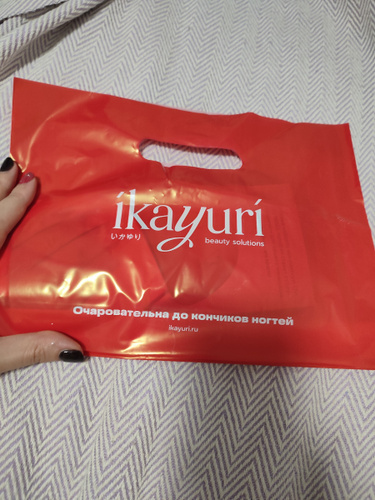 ikayuri
いかゆり beauty solutions
Очаровательна до кончиков ногтей
ikayuri.ru